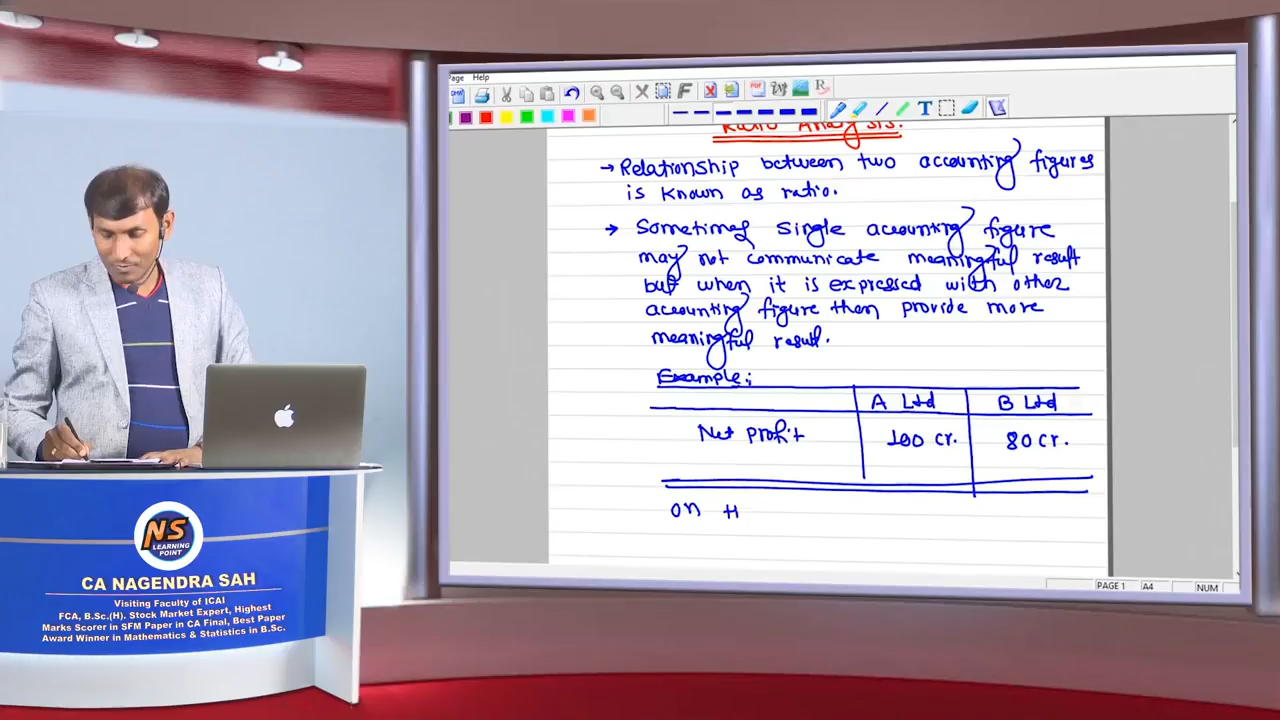 Page Help
Ratio Analysis.
→ Relationship between two accounting figures
is known as ratio.
→ Sometimes single accounting figure
may not communicate meaningful result
but when it is expressed with other
accounting figure then provide more
meaningful result.
Example:
A Ltd B Ltd
Net profit 100 cr. 80 cr.
on H
PAGE 1 A4 NUM
NS
LEARNING
POINT
CA NAGENDRA SAH
Visiting Faculty of ICAI
FCA, B.Sc.(H). Stock Market Expert, Highest
Marks Scorer in SFM Paper in CA Final, Best Paper
Award Winner in Mathematics & Statistics in B.Sc.